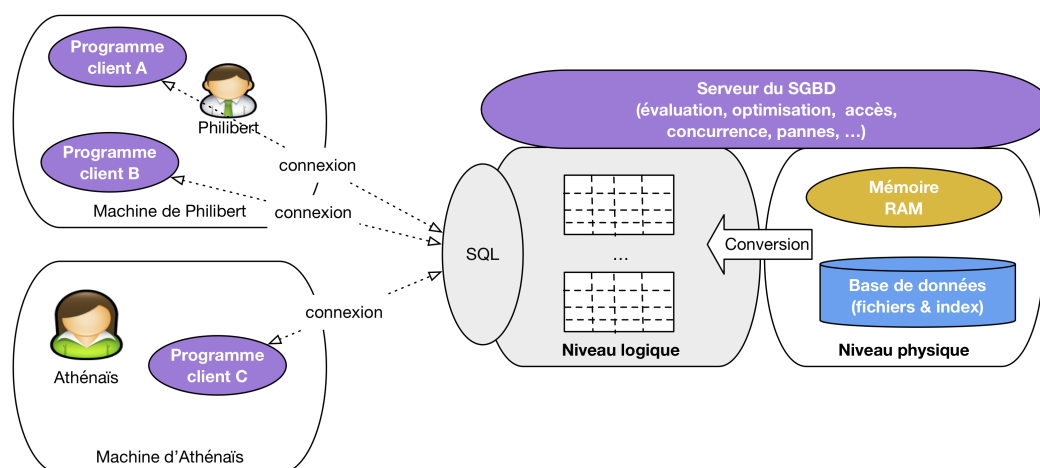 Programme
client A
Philibert
Programme
client B
Machine de Philibert
connexion
connexion
connexion
Athénaïs
Programme
client C
Machine d'Athénaïs
Serveur du SGBD
(évaluation, optimisation, accès,
concurrence, pannes, ...)
SQL
...
Niveau logique
Conversion
Mémoire
RAM
Base de données
(fichiers & index)
Niveau physique